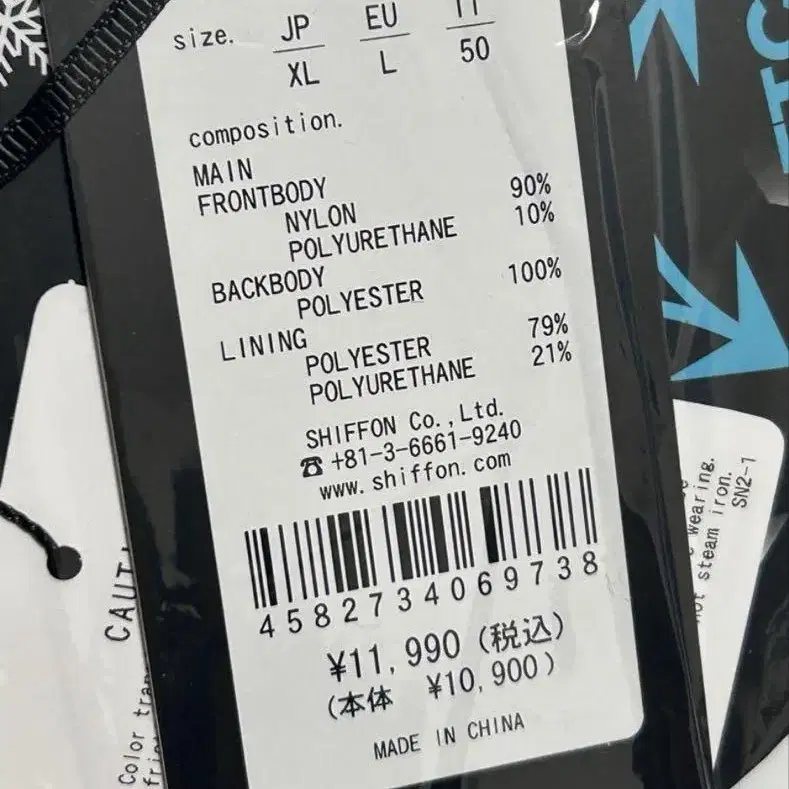 size. JP EU IT
XL L 50
composition.
MAIN
FRONTBODY
NYLON 90%
POLYURETHANE 10%
BACKBODY
POLYESTER 100%
LINING
POLYESTER 79%
POLYURETHANE 21%
SHIFFON Co.,Ltd.
☎ +81-3-6661-9240
www.shiffon.com
4582734069738
¥11,990 (税込)
(本体 ¥10,900)
MADE IN CHINA
Color
wearing.
steam iron.
SN2-1